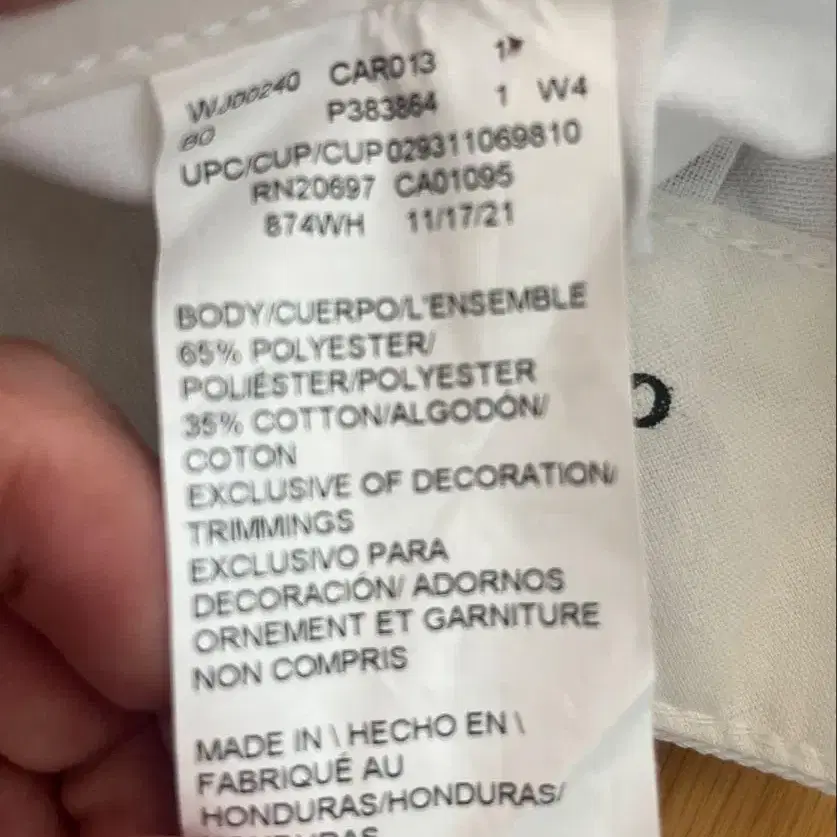 WJ00240 CAR013 1
80 P383864 1 W4
UPC/CUP/CUP 029311069810
RN20697 CA01095
874WH 11/17/21
BODY/CUERPO/L'ENSEMBLE
65% POLYESTER/
POLIÉSTER/POLYESTER
35% COTTON/ALGODÓN/
COTON
EXCLUSIVE OF DECORATION/
TRIMMINGS
EXCLUSIVO PARA
DECORACIÓN/ ADORNOS
ORNEMENT ET GARNITURE
NON COMPRIS
MADE IN \ HECHO EN \
FABRIQUÉ AU
HONDURAS/HONDURAS/